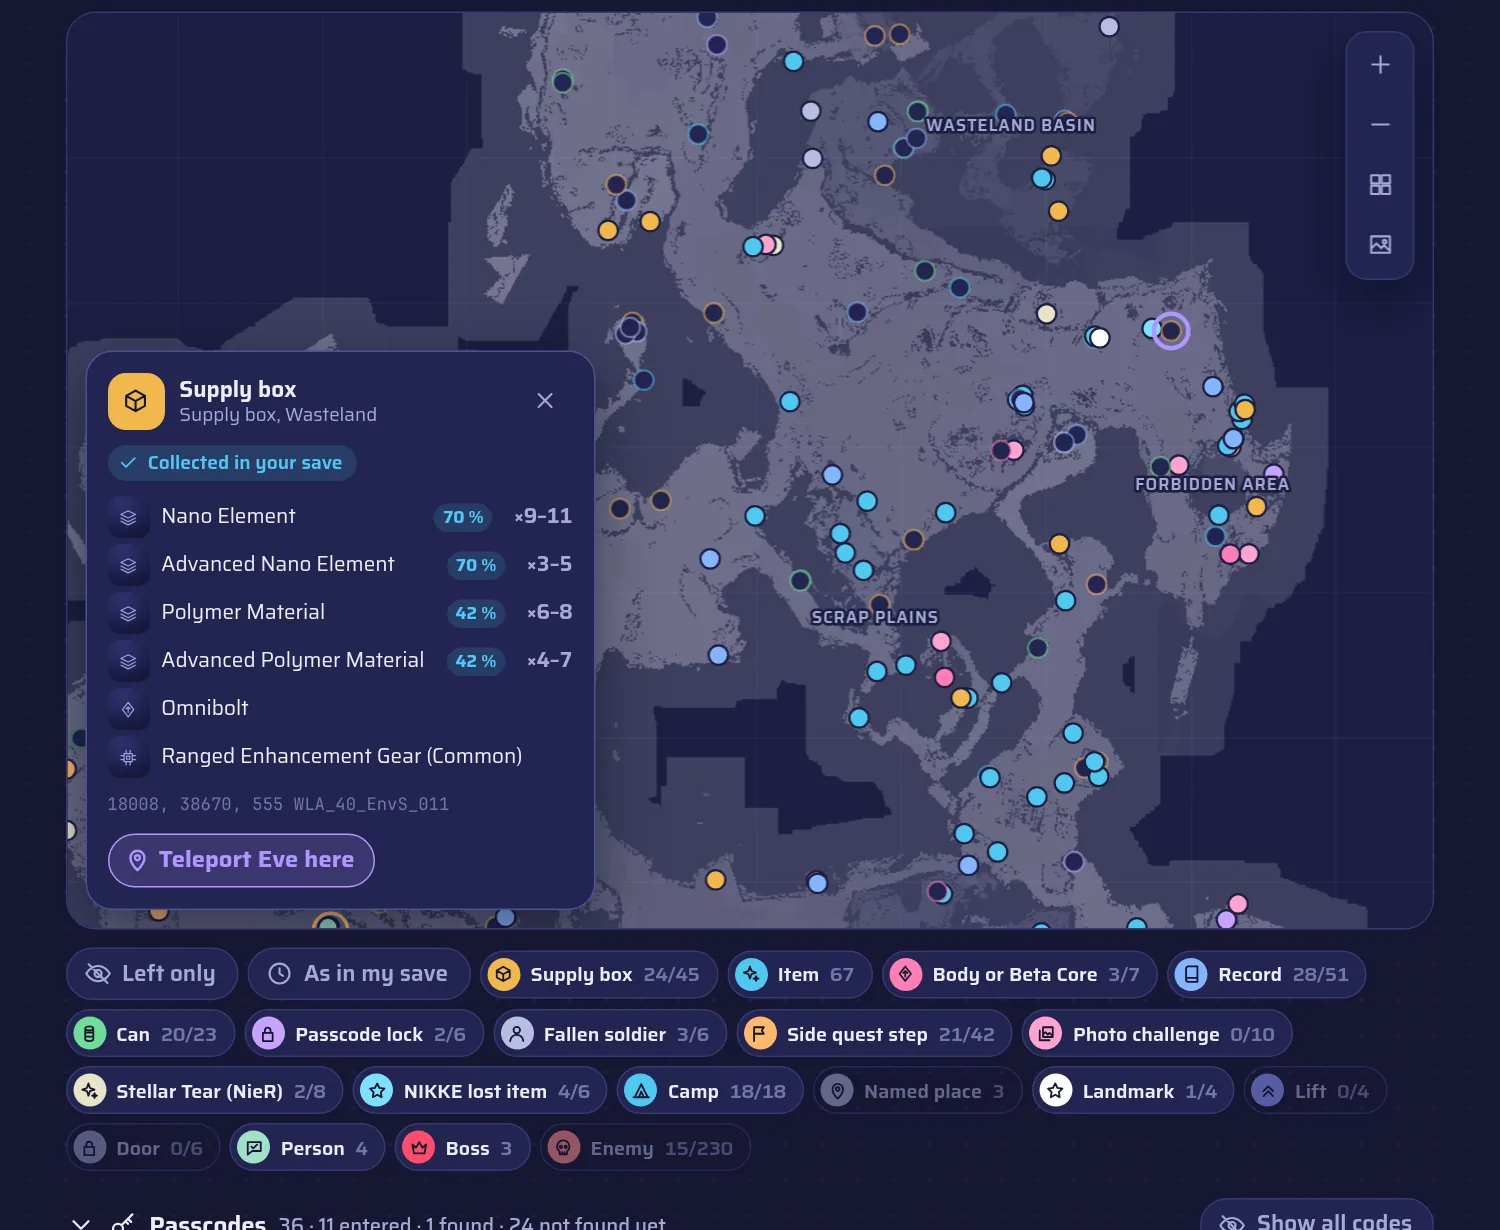 WASTELAND BASIN
Supply box
Supply box, Wasteland
Collected in your save
Nano Element 70 % ×9–11
Advanced Nano Element 70 % ×3–5
Polymer Material 42 % ×6–8
Advanced Polymer Material 42 % ×4–7
Omnibolt
Ranged Enhancement Gear (Common)
18008, 38670, 555 WLA_40_EnvS_011
Teleport Eve here
FORBIDDEN AREA
SCRAP PLAINS
Left only As in my save Supply box 24/45 Item 67 Body or Beta Core 3/7 Record 28/51
Can 20/23 Passcode lock 2/6 Fallen soldier 3/6 Side quest step 21/42 Photo challenge 0/10
Stellar Tear (NieR) 2/8 NIKKE lost item 4/6 Camp 18/18 Named place 3 Landmark 1/4 Lift 0/4
Door 0/6 Person 4 Boss 3 Enemy 15/230
Passcodes 36 · 11 entered · 1 found · 24 not found yet Show all codes